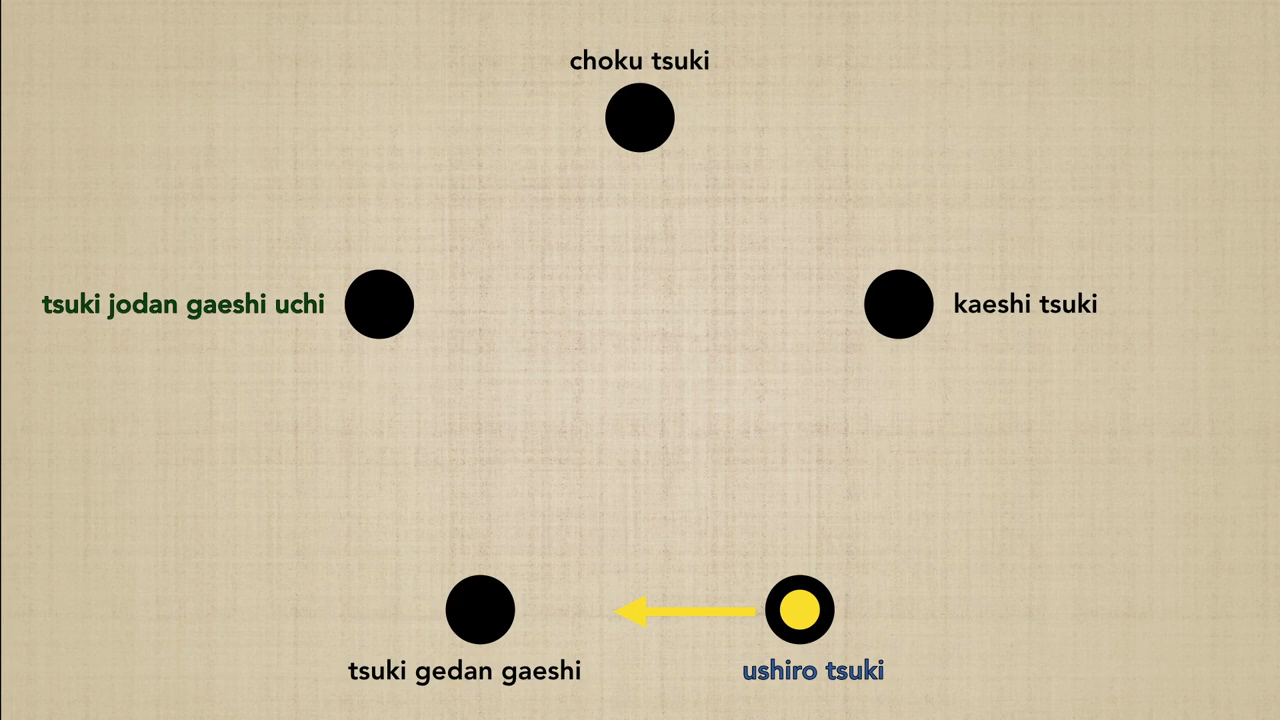 choku tsuki
tsuki jodan gaeshi uchi
kaeshi tsuki
tsuki gedan gaeshi
ushiro tsuki